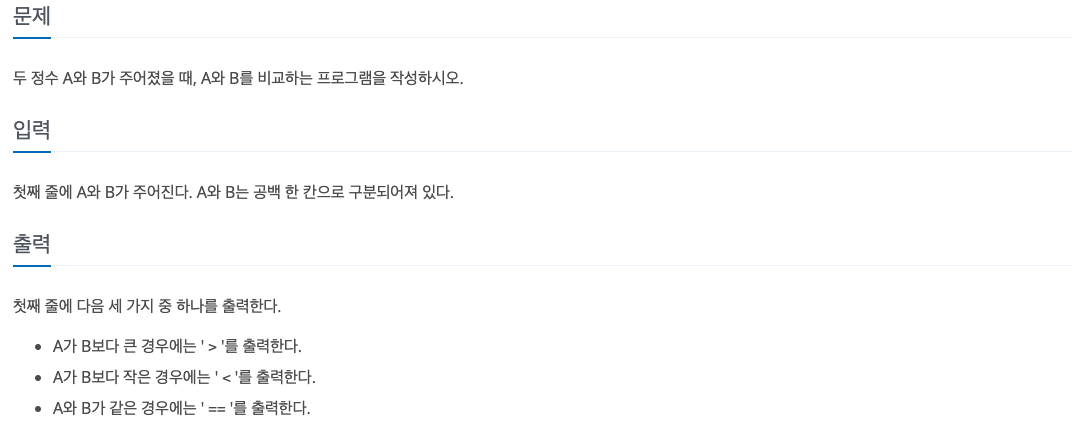 문제
두 정수 A와 B가 주어졌을 때, A와 B를 비교하는 프로그램을 작성하시오.
입력
첫째 줄에 A와 B가 주어진다. A와 B는 공백 한 칸으로 구분되어져 있다.
출력
첫째 줄에 다음 세 가지 중 하나를 출력한다.
• A가 B보다 큰 경우에는 ' > '를 출력한다.
• A가 B보다 작은 경우에는 ' < '를 출력한다.
• A와 B가 같은 경우에는 ' == '를 출력한다.